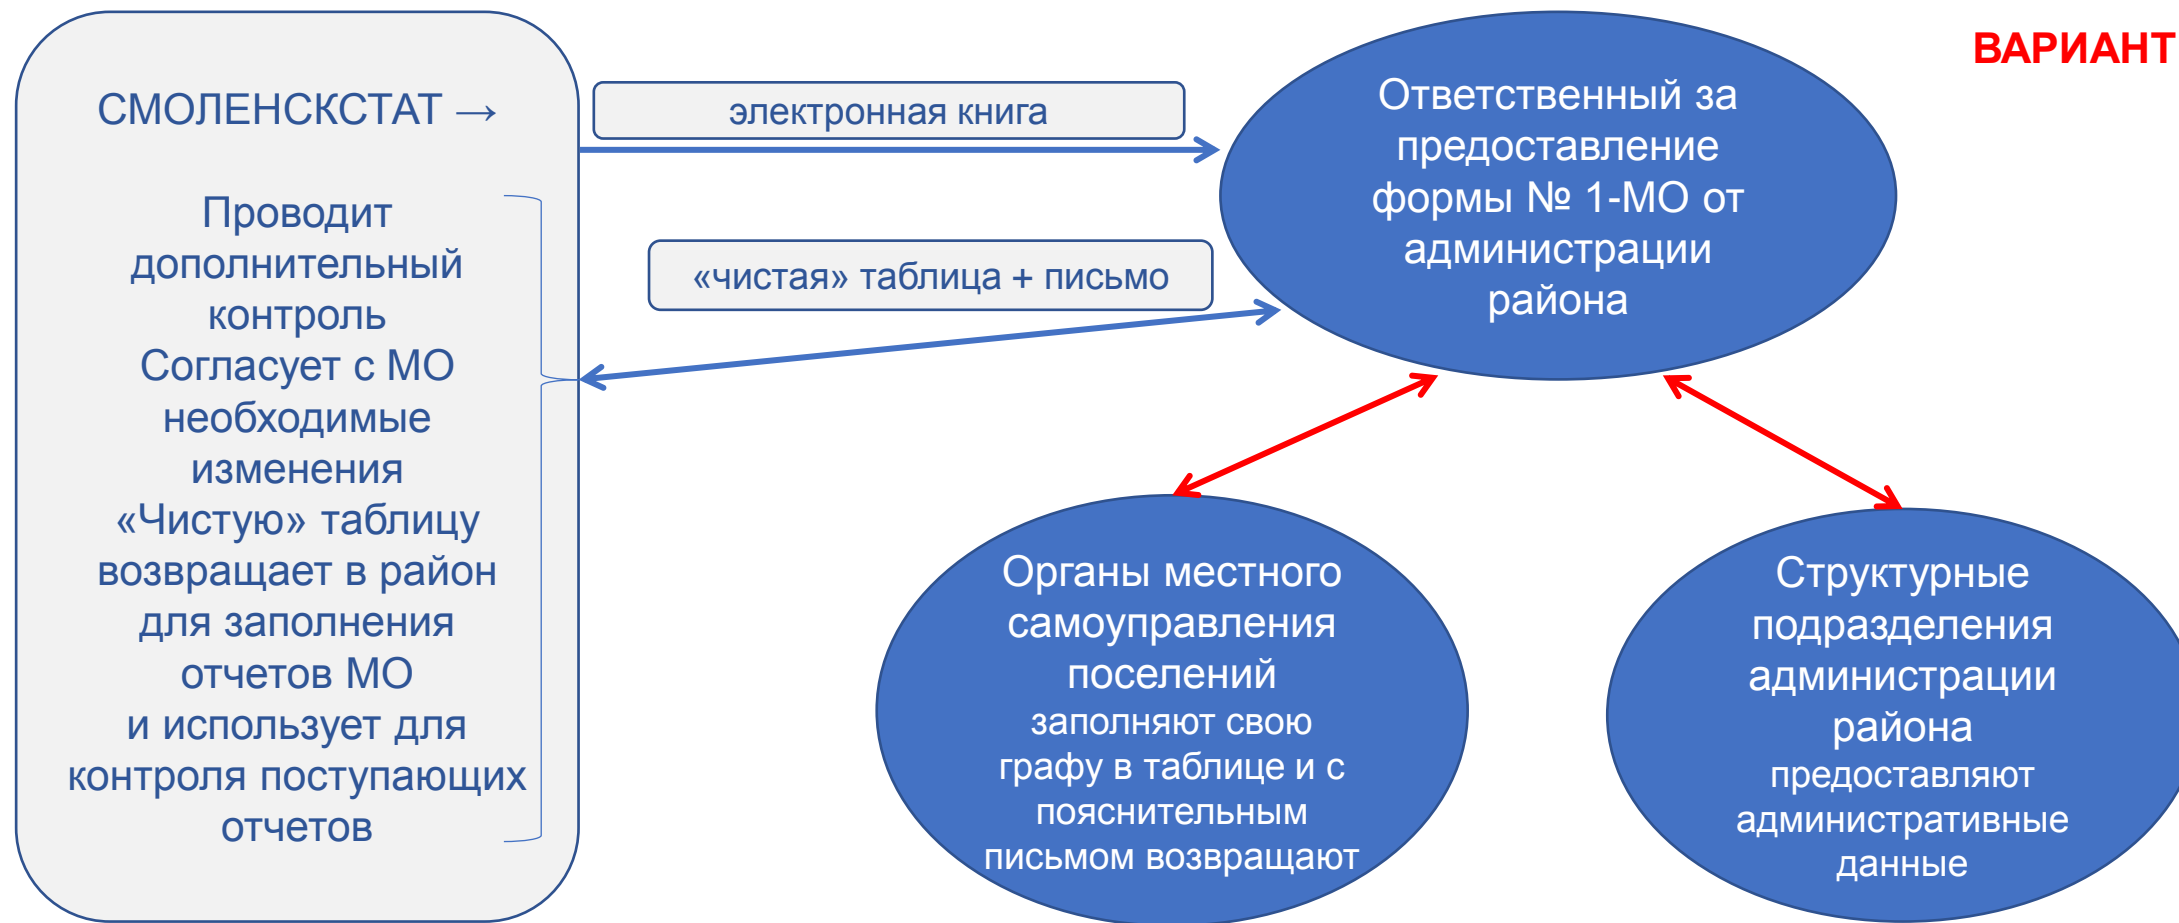 СМОЛЕНСКСТАТ →
Проводит
дополнительный
контроль
Согласует с МО
необходимые
изменения
«Чистую» таблицу
возвращает в район
для заполнения
отчетов МО
и использует для
контроля поступающих
отчетов
электронная книга
«чистая» таблица + письмо
Ответственный за
предоставление
формы № 1-МО от
администрации
района
ВАРИАНТ
Органы местного
самоуправления
поселений
заполняют свою
графу в таблице и с
пояснительным
письмом возвращают
Структурные
подразделения
администрации
района
предоставляют
административные
данные